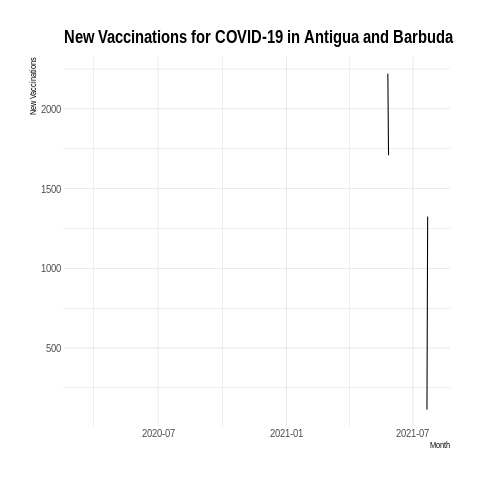 New Vaccinations for COVID-19 in Antigua and Barbuda
New Vaccinations
2000
1500
1000
500
2020-07
2021-01
2021-07
Month